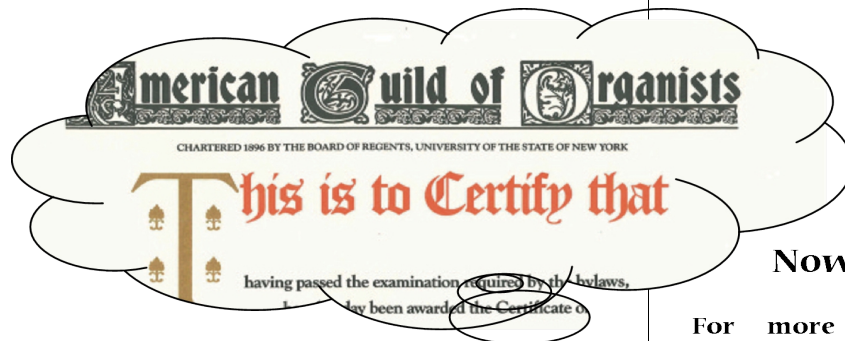 American Guild of Organists
CHARTERED 1896 BY THE BOARD OF REGENTS, UNIVERSITY OF THE STATE OF NEW YORK
This is to Certify that
having passed the examination required by the bylaws,
day been awarded the Certificate of
Now
For more